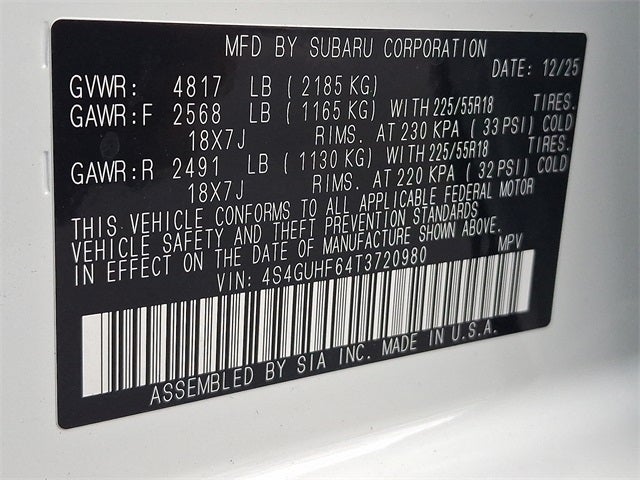 MFD BY SUBARU CORPORATION
DATE: 12/25
GVWR: 4817 LB ( 2185 KG)
GAWR:F 2568 LB ( 1165 KG) WITH 225/55R18 TIRES.
18X7J RIMS. AT 230 KPA ( 33 PSI) COLD
GAWR:R 2491 LB ( 1130 KG) WITH 225/55R18 TIRES.
18X7J RIMS. AT 220 KPA ( 32 PSI) COLD
THIS VEHICLE CONFORMS TO ALL APPLICABLE FEDERAL MOTOR
VEHICLE SAFETY AND THEFT PREVENTION STANDARDS
IN EFFECT ON THE DATE OF MANUFACTURE SHOWN ABOVE.
VIN: 4S4GUHF64T3720980 MPV
ASSEMBLED BY SIA INC. MADE IN U.S.A.